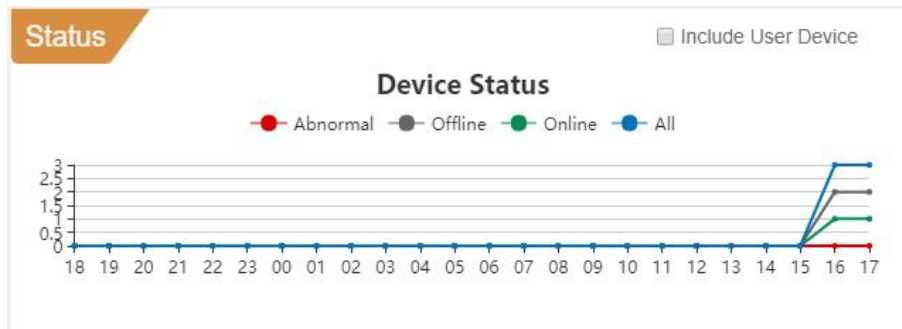 Status
Include User Device
Device Status
Abnormal Offline Online All
3
2.5
2
1.5
1
0.5
0
18 19 20 21 22 23 00 01 02 03 04 05 06 07 08 09 10 11 12 13 14 15 16 17